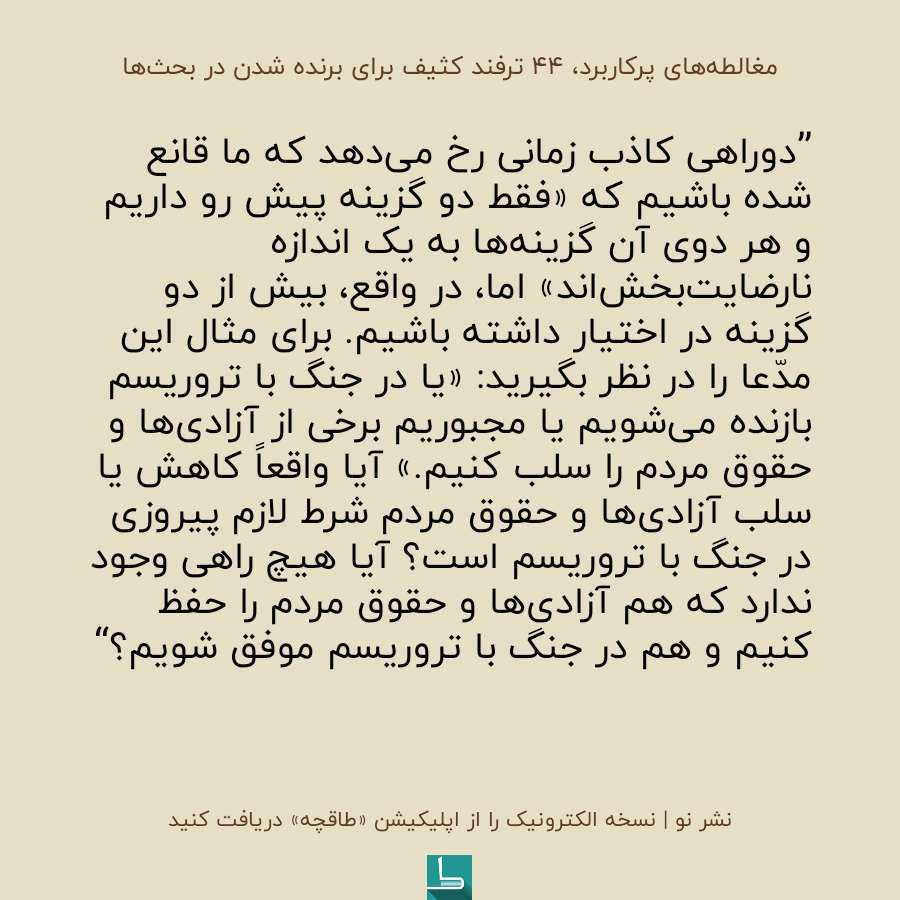 مغالطه‌های پرکاربرد، ۴۴ ترفند کثیف برای برنده شدن در بحث‌ها
”دوراهی کاذب زمانی رخ می‌دهد که ما قانع
شده باشیم که «فقط دو گزینه پیش رو داریم
و هر دوی آن گزینه‌ها به یک اندازه
نارضایت‌بخش‌اند» اما، در واقع، بیش از دو
گزینه در اختیار داشته باشیم. برای مثال این
مدّعا را در نظر بگیرید: «یا در جنگ با تروریسم
بازنده می‌شویم یا مجبوریم برخی از آزادی‌ها و
حقوق مردم را سلب کنیم.» آیا واقعاً کاهش یا
سلب آزادی‌ها و حقوق مردم شرط لازم پیروزی
در جنگ با تروریسم است؟ آیا هیچ راهی وجود
ندارد که هم آزادی‌ها و حقوق مردم را حفظ
کنیم و هم در جنگ با تروریسم موفق شویم؟“
نشر نو | نسخه الکترونیک را از اپلیکیشن «طاقچه» دریافت کنید